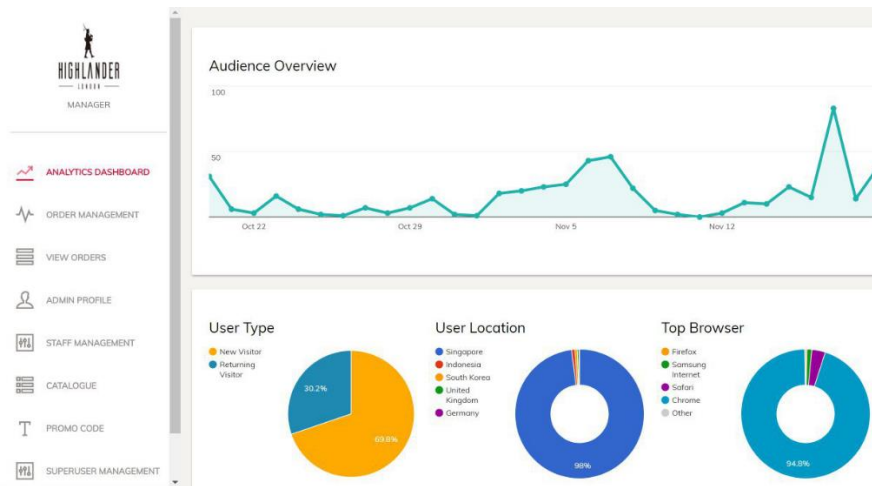 HIGHLANDER
LONDON
MANAGER
ANALYTICS DASHBOARD
ORDER MANAGEMENT
VIEW ORDERS
ADMIN PROFILE
STAFF MANAGEMENT
CATALOGUE
PROMO CODE
SUPERUSER MANAGEMENT
Audience Overview
100
50
Oct 22
Oct 29
Nov 5
Nov 12
User Type
New Visitor
Returning
Visitor
30.2%
69.8%
User Location
Singapore
Indonesia
South Korea
United
Kingdom
Germany
98%
Top Browser
Firefox
Samsung
Internet
Safari
Chrome
Other
94.8%